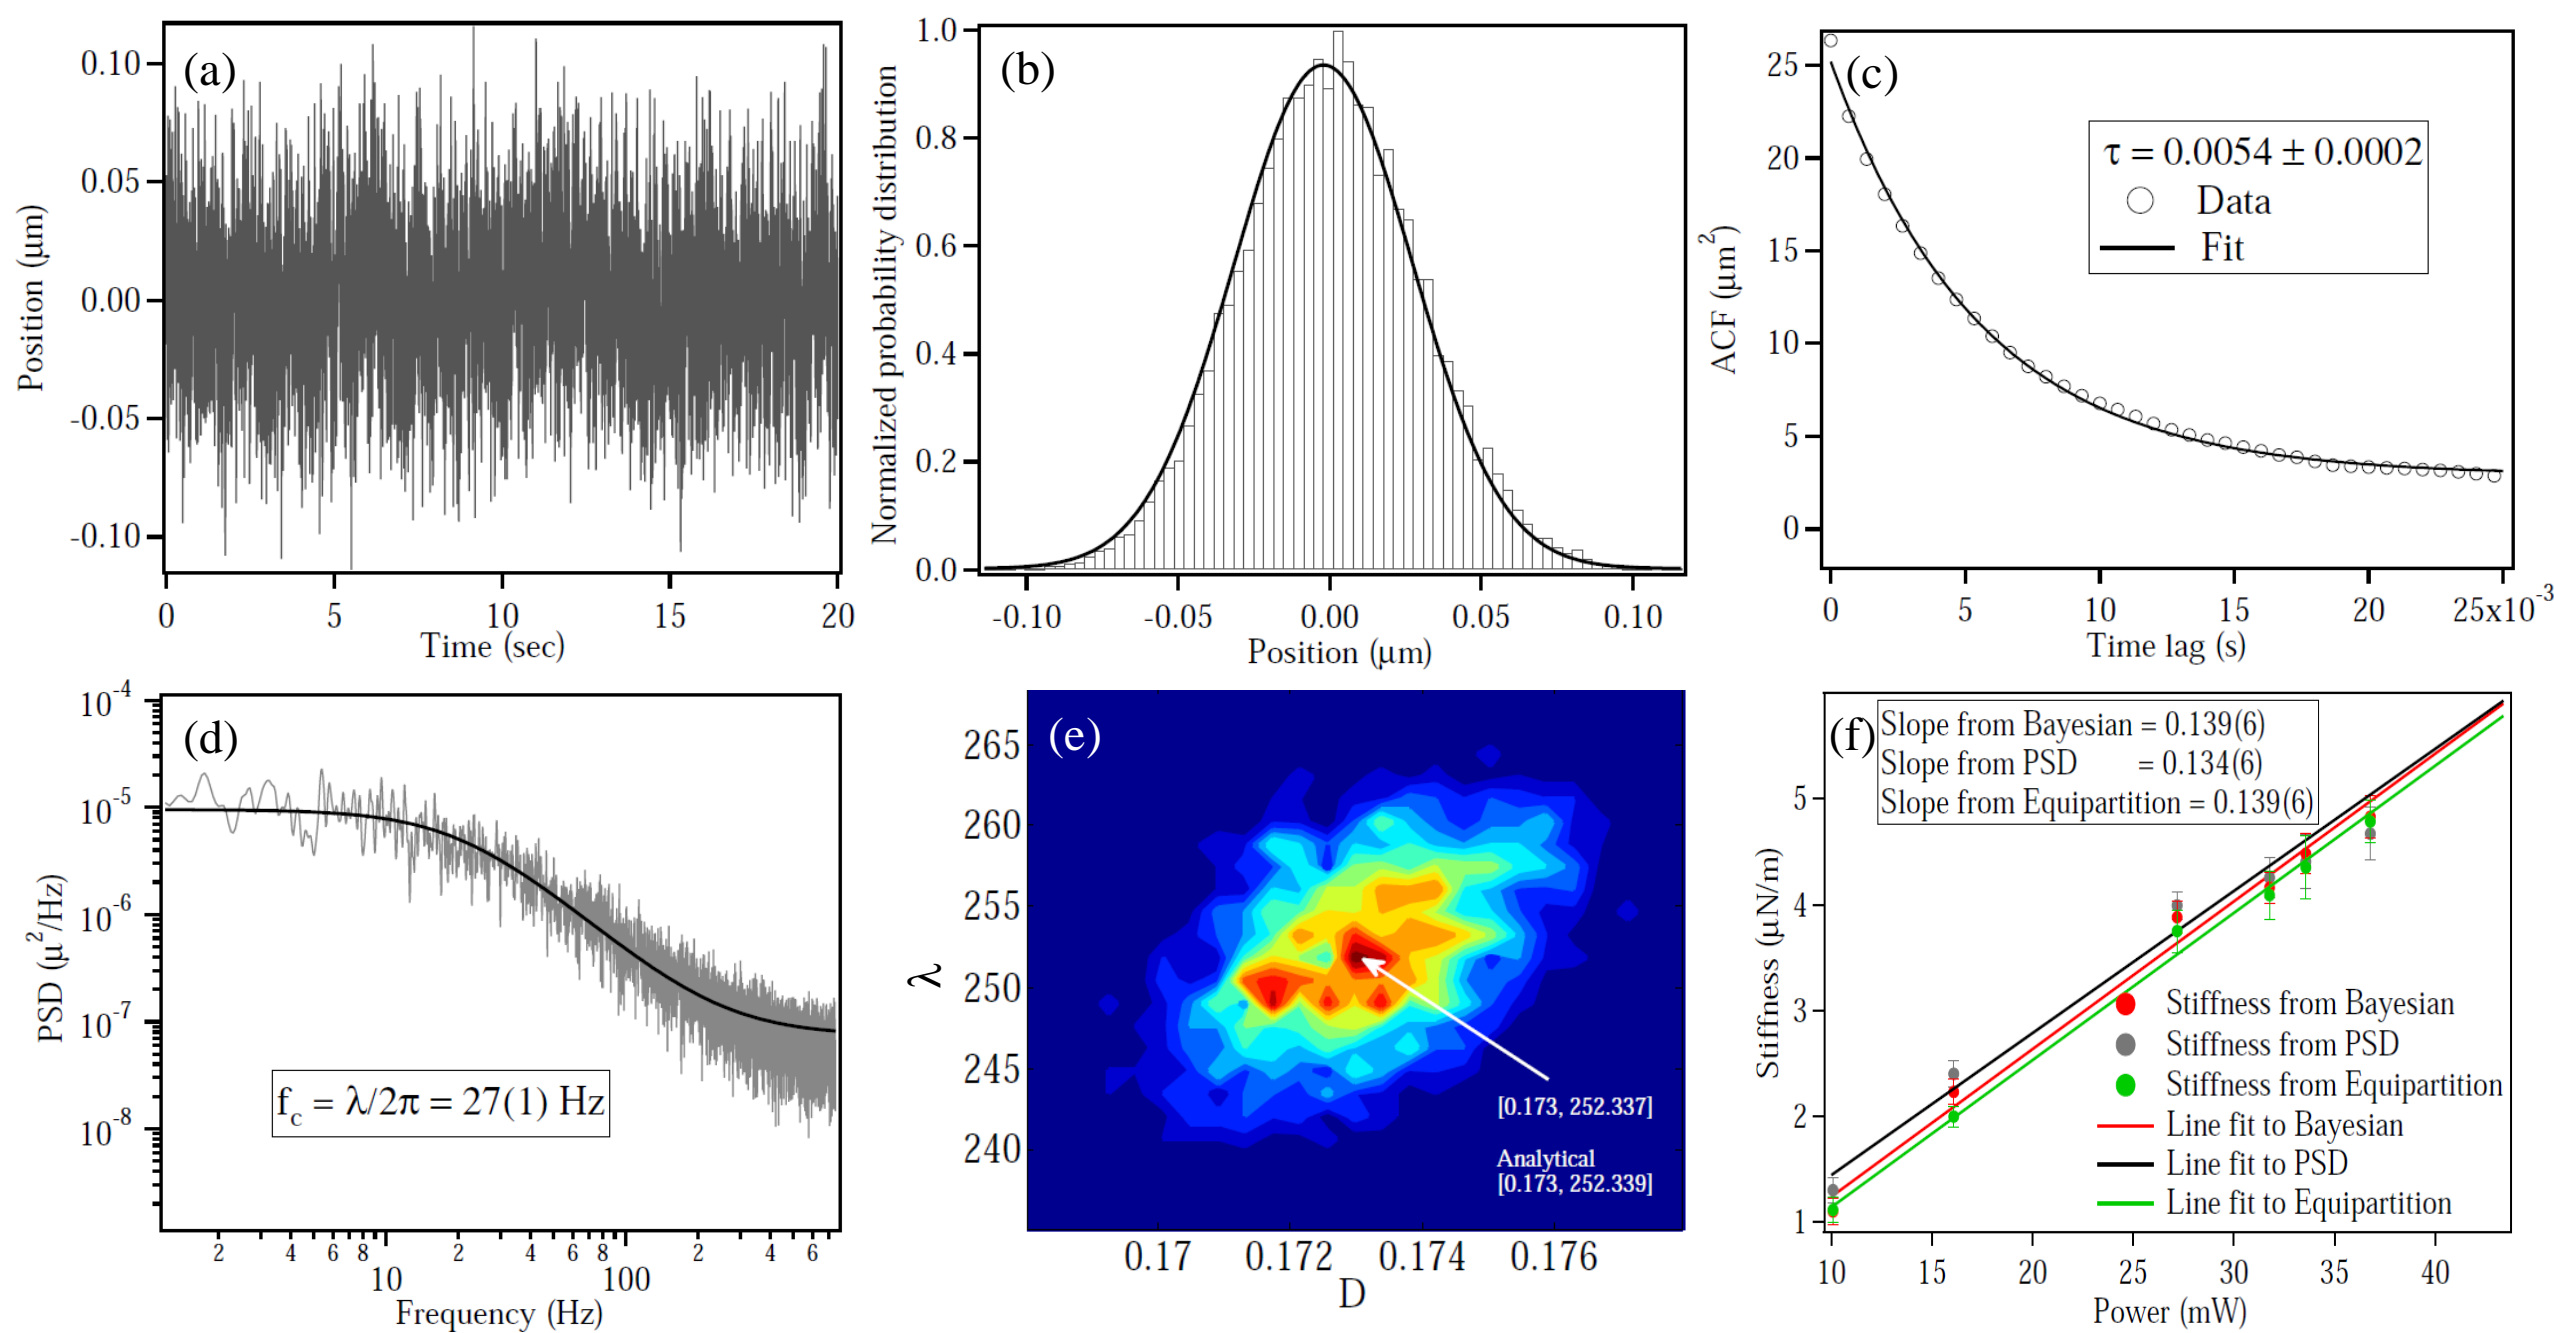 (a)
0.10
0.05
0.00
-0.05
-0.10
Position (μm)
0 5 10 15 20
Time (sec)
(b)
1.0
0.8
0.6
0.4
0.2
0.0
Normalized probability distribution
-0.10 -0.05 0.00 0.05 0.10
Position (μm)
(c)
25
20
15
10
5
0
ACF (μm²)
τ = 0.0054 ± 0.0002
Data
Fit
0 5 10 15 20 25x10⁻³
Time lag (s)
(d)
10⁻⁴
10⁻⁵
10⁻⁶
10⁻⁷
10⁻⁸
PSD (μ²/Hz)
f_c = λ/2π = 27(1) Hz
2 4 6 8 2 4 6 8 2 4 6
10 100
Frequency (Hz)
(e)
265
260
255
250
245
240
λ
[0.173, 252.337]
Analytical
[0.173, 252.339]
0.17 0.172 0.174 0.176
D
(f)
Slope from Bayesian = 0.139(6)
Slope from PSD = 0.134(6)
Slope from Equipartition = 0.139(6)
5
4
3
2
1
Stiffness (μN/m)
Stiffness from Bayesian
Stiffness from PSD
Stiffness from Equipartition
Line fit to Bayesian
Line fit to PSD
Line fit to Equipartition
10 15 20 25 30 35 40
Power (mW)